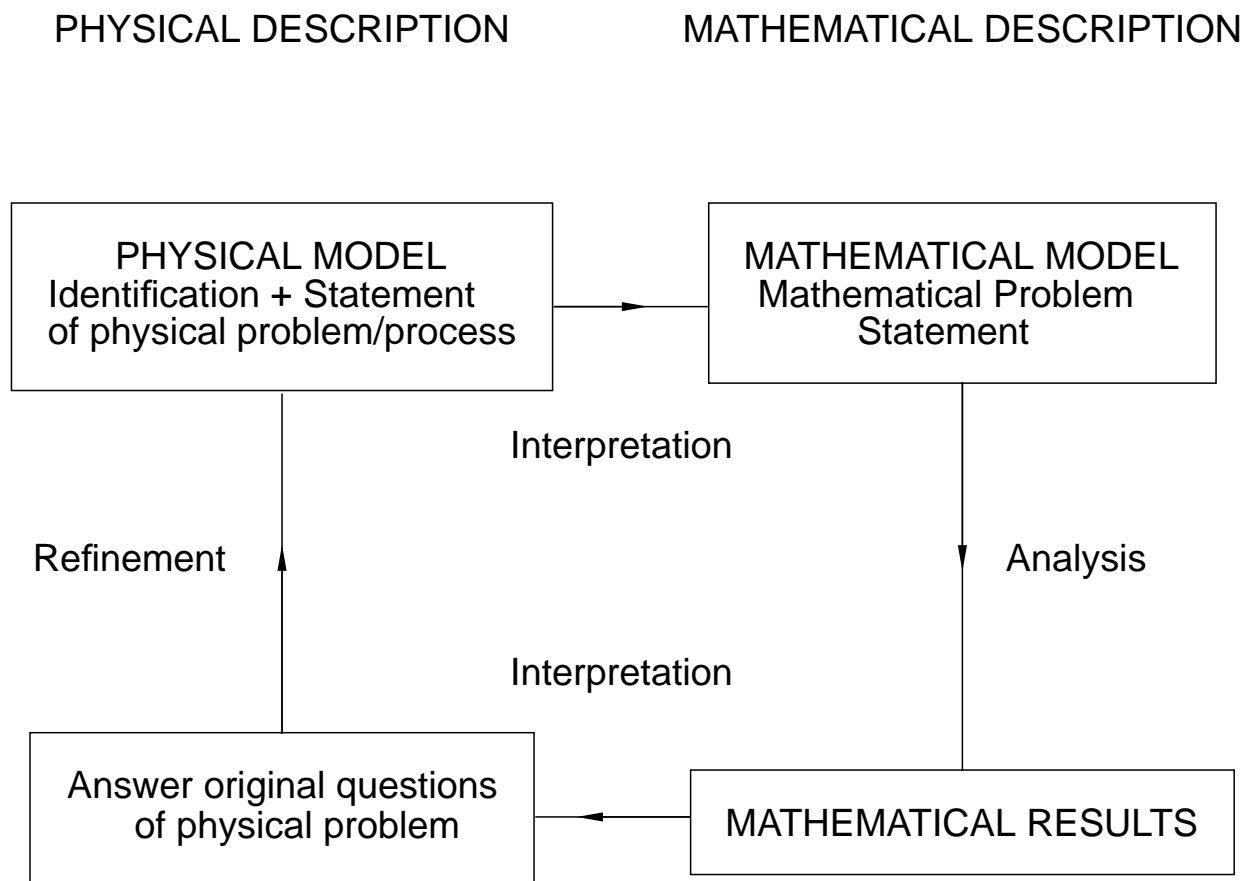 PHYSICAL DESCRIPTION
MATHEMATICAL DESCRIPTION
PHYSICAL MODEL
Identification + Statement
of physical problem/process
MATHEMATICAL MODEL
Mathematical Problem
Statement
Interpretation
Refinement
Analysis
Interpretation
Answer original questions
of physical problem
MATHEMATICAL RESULTS